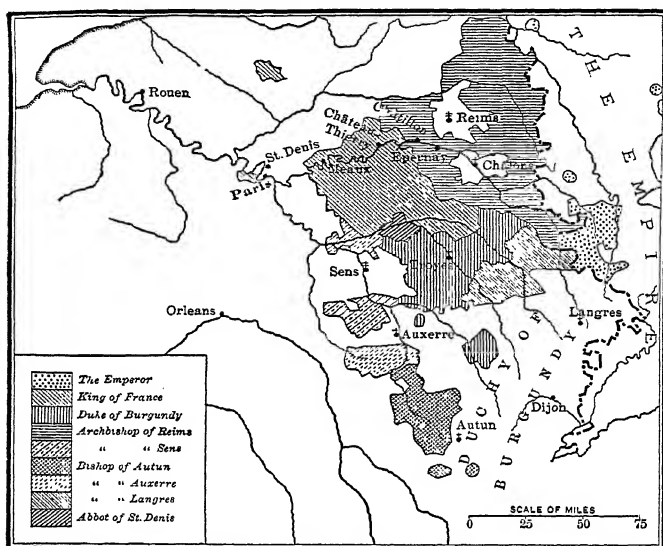 THE EMPIRE
Rouen
Reims
Château
Thierry
Châtillon
St. Denis
Epernay
Châlons
Meaux
Paris
Troyes
Sens
Langres
Orleans
Auxerre
DUCHY OF
BURGUNDY
Dijon
Autun
The Emperor
King of France
Duke of Burgundy
Archbishop of Reims
“ “ Sens
Bishop of Autun
“ “ Auxerre
“ “ Langres
Abbot of St. Denis
SCALE OF MILES
0 25 50 75